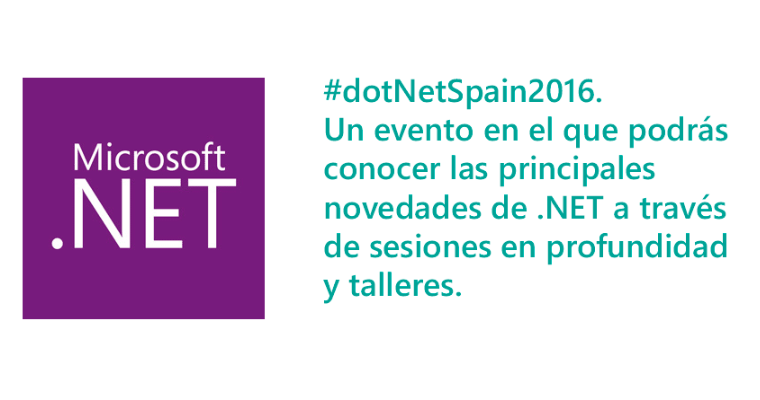 Microsoft
.NET
#dotNetSpain2016.
Un evento en el que podrás
conocer las principales
novedades de .NET a través
de sesiones en profundidad
y talleres.